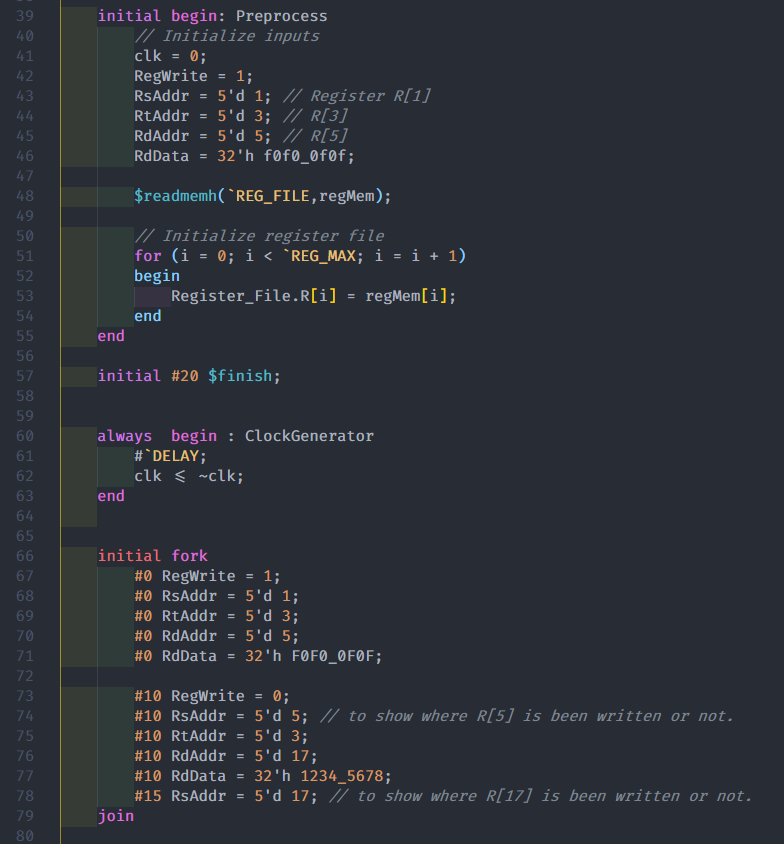 39 initial begin: Preprocess
40 // Initialize inputs
41 clk = 0;
42 RegWrite = 1;
43 RsAddr = 5'd 1; // Register R[1]
44 RtAddr = 5'd 3; // R[3]
45 RdAddr = 5'd 5; // R[5]
46 RdData = 32'h f0f0_0f0f;
47
48 $readmemh(`REG_FILE,regMem);
49
50 // Initialize register file
51 for (i = 0; i < `REG_MAX; i = i + 1)
52 begin
53 Register_File.R[i] = regMem[i];
54 end
55 end
56
57 initial #20 $finish;
58
59
60 always  begin : ClockGenerator
61 #`DELAY;
62 clk <= ~clk;
63 end
64
65
66 initial fork
67 #0 RegWrite = 1;
68 #0 RsAddr = 5'd 1;
69 #0 RtAddr = 5'd 3;
70 #0 RdAddr = 5'd 5;
71 #0 RdData = 32'h F0F0_0F0F;
72
73 #10 RegWrite = 0;
74 #10 RsAddr = 5'd 5; // to show where R[5] is been written or not.
75 #10 RtAddr = 5'd 3;
76 #10 RdAddr = 5'd 17;
77 #10 RdData = 32'h 1234_5678;
78 #15 RsAddr = 5'd 17; // to show where R[17] is been written or not.
79 join
80